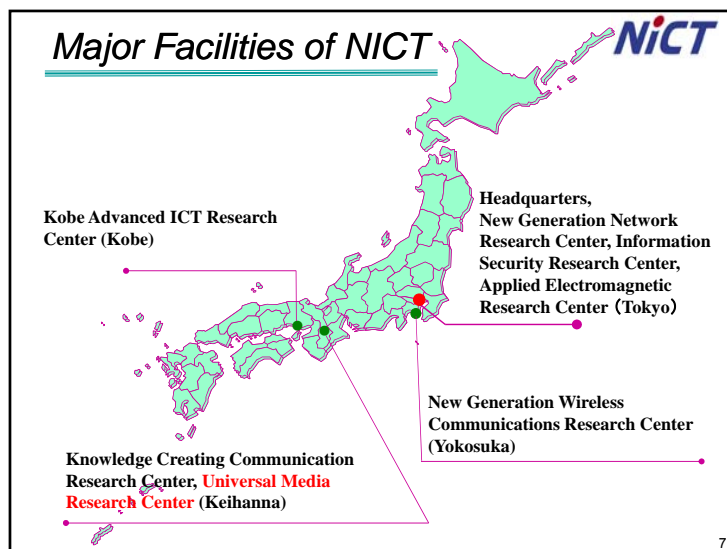 Major Facilities of NICT
NiCT
Kobe Advanced ICT Research
Center (Kobe)
Headquarters,
New Generation Network
Research Center, Information
Security Research Center,
Applied Electromagnetic
Research Center（Tokyo）
New Generation Wireless
Communications Research Center
(Yokosuka)
Knowledge Creating Communication
Research Center, Universal Media
Research Center (Keihanna)
7